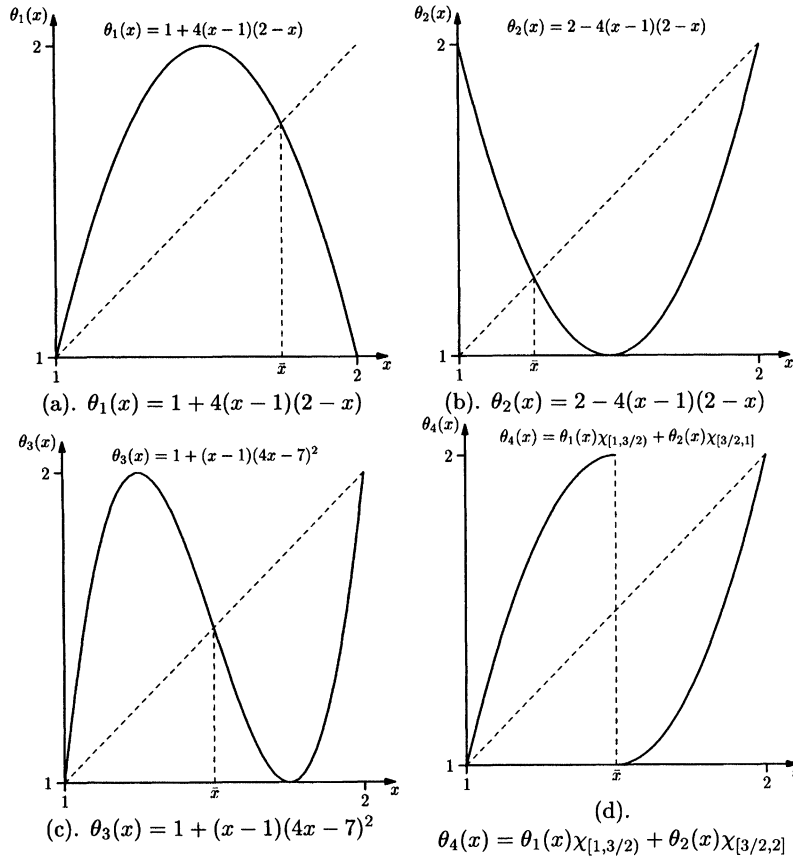 θ₁(x)
θ₁(x) = 1 + 4(x − 1)(2 − x)
2
1
1
x̄
2
x
(a). θ₁(x) = 1 + 4(x − 1)(2 − x)
θ₂(x)
θ₂(x) = 2 − 4(x − 1)(2 − x)
2
1
1
x̄
2
x
(b). θ₂(x) = 2 − 4(x − 1)(2 − x)
θ₃(x)
θ₃(x) = 1 + (x − 1)(4x − 7)²
2
1
1
x̄
2
x
(c). θ₃(x) = 1 + (x − 1)(4x − 7)²
θ₄(x)
θ₄(x) = θ₁(x)χ[1,3/2) + θ₂(x)χ[3/2,1]
2
1
1
x̄
2
x
(d).
θ₄(x) = θ₁(x)χ[1,3/2) + θ₂(x)χ[3/2,2]